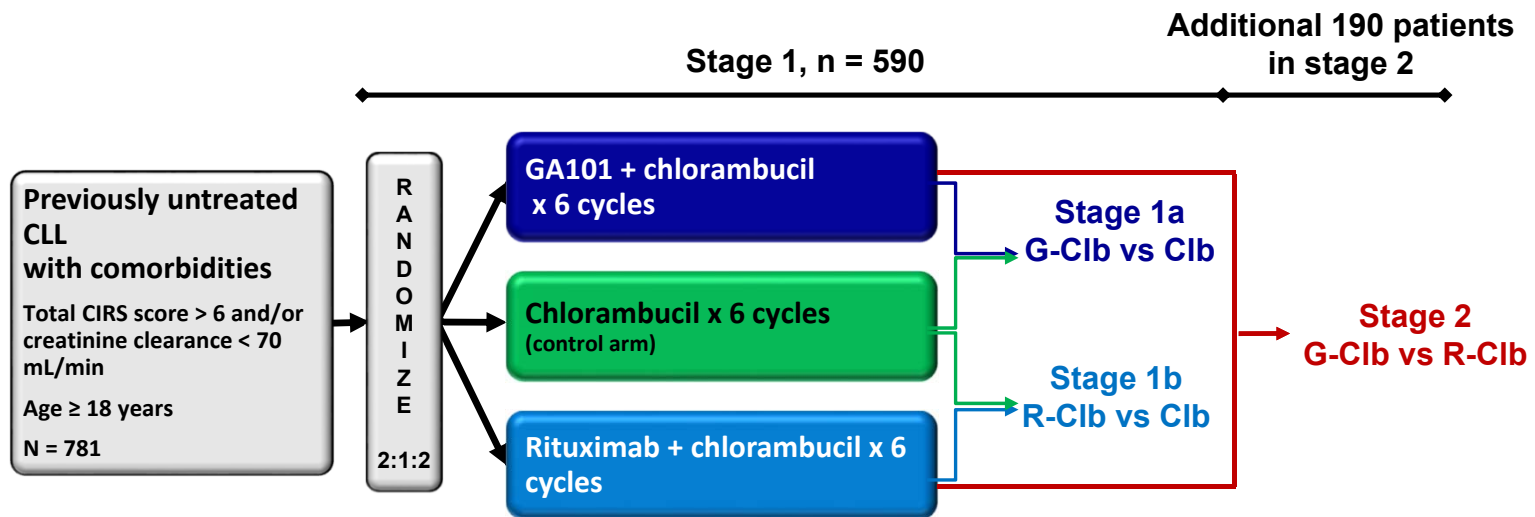 Additional 190 patients
in stage 2
Stage 1, n = 590
Previously untreated
CLL
with comorbidities
Total CIRS score > 6 and/or
creatinine clearance < 70
mL/min
Age ≥ 18 years
N = 781
R
A
N
D
O
M
I
Z
E
2:1:2
GA101 + chlorambucil
x 6 cycles
Chlorambucil x 6 cycles
(control arm)
Rituximab + chlorambucil x 6
cycles
Stage 1a
G-Clb vs Clb
Stage 1b
R-Clb vs Clb
Stage 2
G-Clb vs R-Clb